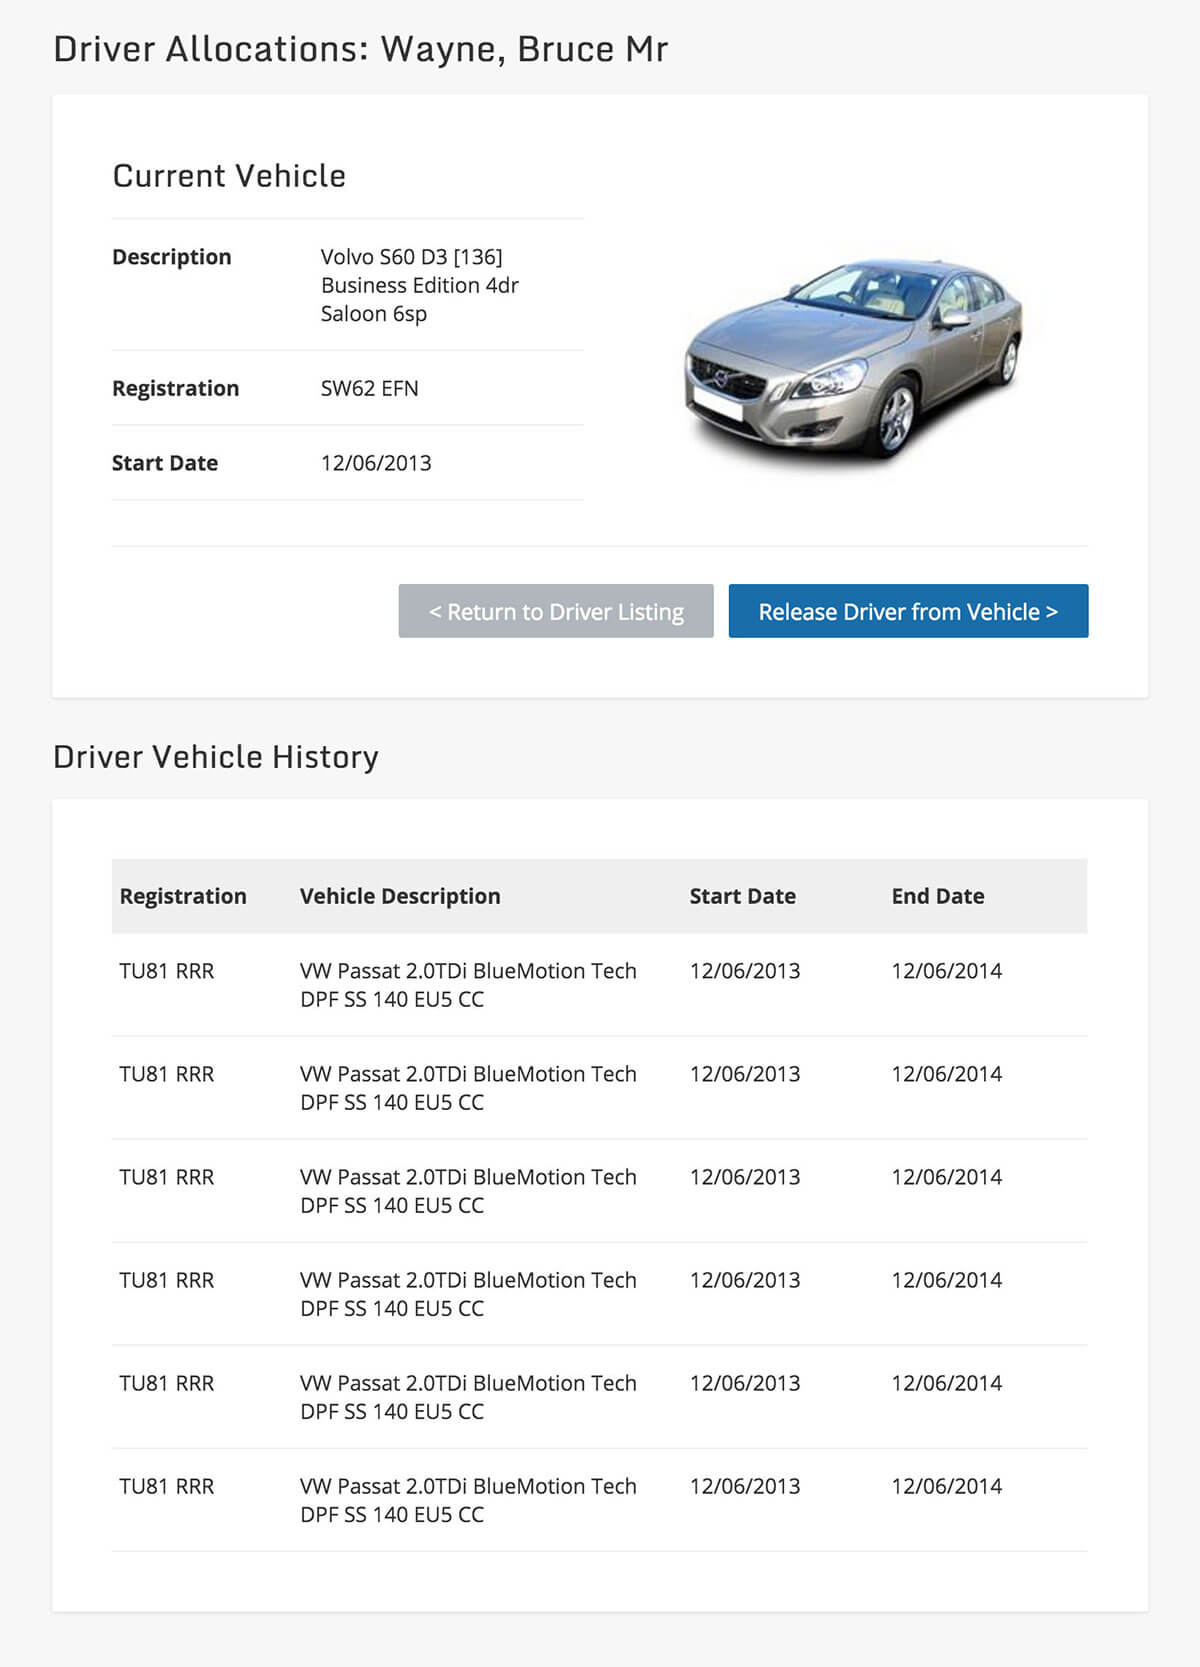 Driver Allocations: Wayne, Bruce Mr
Current Vehicle
Description Volvo S60 D3 [136]
Business Edition 4dr
Saloon 6sp
Registration SW62 EFN
Start Date 12/06/2013
< Return to Driver Listing Release Driver from Vehicle >
Driver Vehicle History
Registration Vehicle Description Start Date End Date
TU81 RRR VW Passat 2.0TDi BlueMotion Tech 12/06/2013 12/06/2014
DPF SS 140 EU5 CC
TU81 RRR VW Passat 2.0TDi BlueMotion Tech 12/06/2013 12/06/2014
DPF SS 140 EU5 CC
TU81 RRR VW Passat 2.0TDi BlueMotion Tech 12/06/2013 12/06/2014
DPF SS 140 EU5 CC
TU81 RRR VW Passat 2.0TDi BlueMotion Tech 12/06/2013 12/06/2014
DPF SS 140 EU5 CC
TU81 RRR VW Passat 2.0TDi BlueMotion Tech 12/06/2013 12/06/2014
DPF SS 140 EU5 CC
TU81 RRR VW Passat 2.0TDi BlueMotion Tech 12/06/2013 12/06/2014
DPF SS 140 EU5 CC